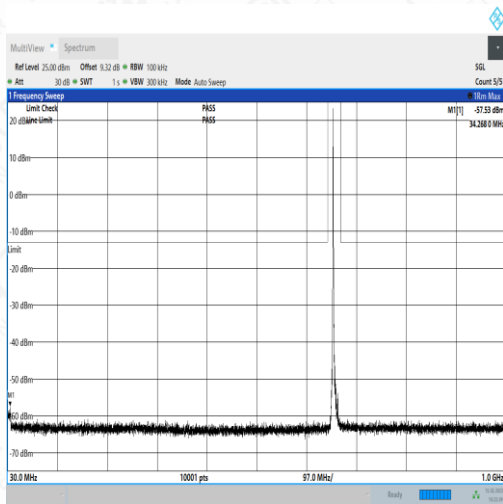 MultiView Spectrum
Ref Level 25.00 dBm Offset 9.32 dB RBW 100 kHz SGL
Att 30 dB SWT 1 s VBW 300 kHz Mode Auto Sweep Count 5/5
1 Frequency Sweep 1Rm Max
Limit Check PASS M1[1] -57.53 dBm
20 dBm Line Limit PASS 34.268 0 MHz
10 dBm
0 dBm
-10 dBm
Limit
-20 dBm
-30 dBm
-40 dBm
-50 dBm
M1
-60 dBm
-70 dBm
30.0 MHz 10001 pts 97.0 MHz/ 1.0 GHz
Ready